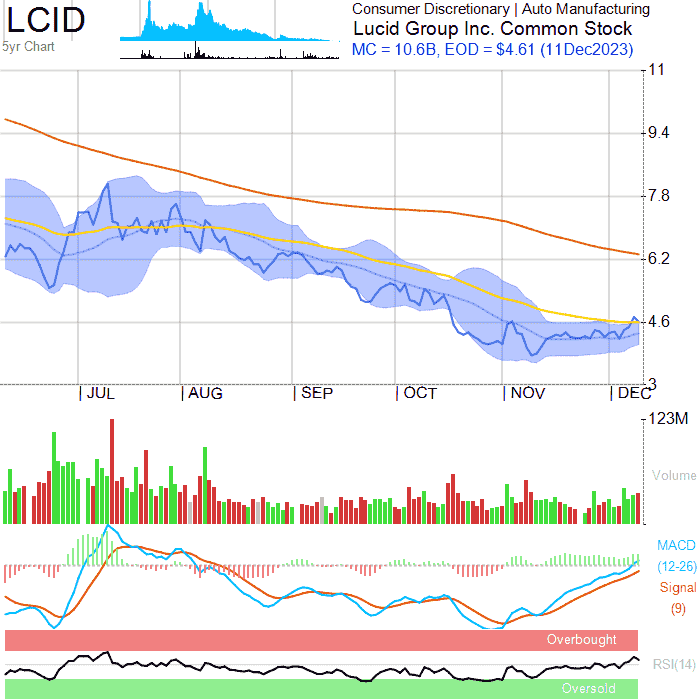 LCID
5yr Chart
Consumer Discretionary | Auto Manufacturing
Lucid Group Inc. Common Stock
MC = 10.6B, EOD = $4.61 (11Dec2023)
11
9.4
7.8
6.2
4.6
3
| JUL | AUG | SEP | OCT | NOV | DEC
123M
Volume
MACD
(12-26)
Signal
(9)
Overbought
RSI(14)
Oversold